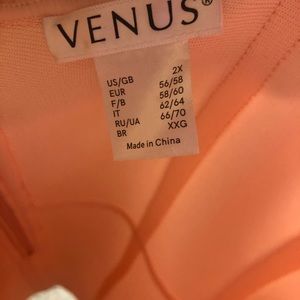 VENUS®
2X
US/GB 56/58
EUR 58/60
F/B 62/64
IT 66/70
RU/UA XXG
BR
Made in China